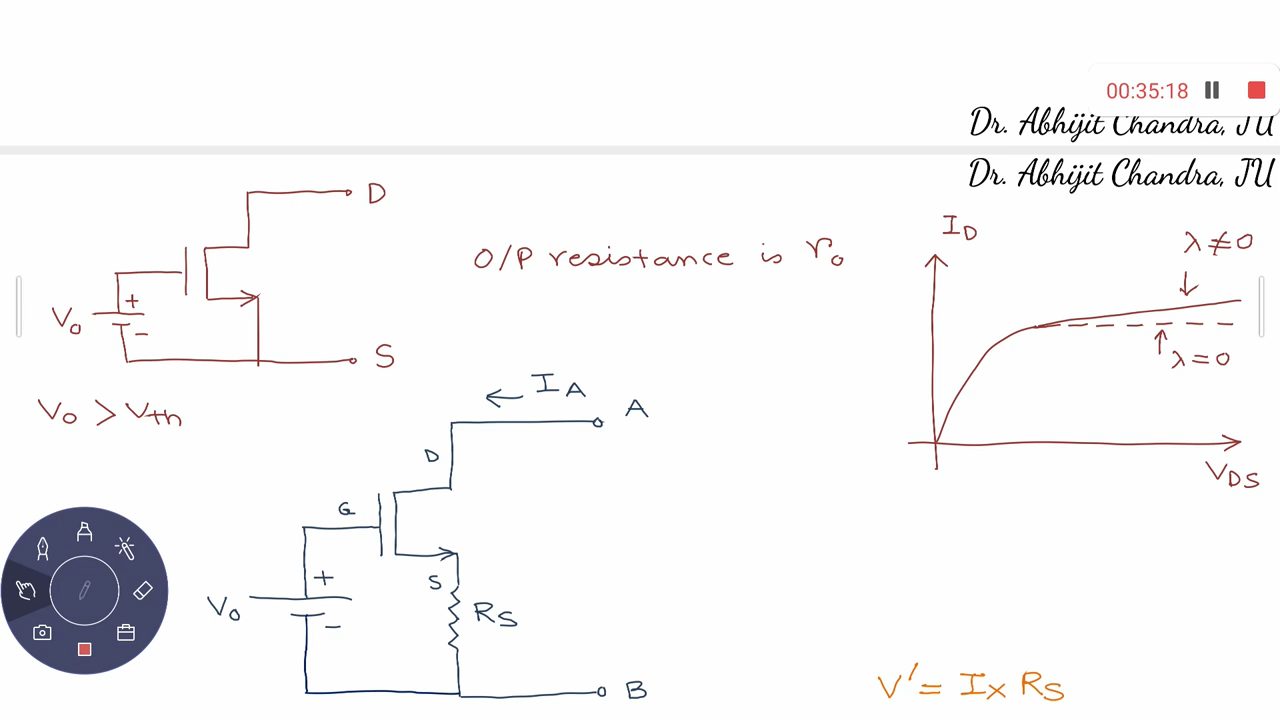 00:35:18
Dr. Abhijit Chandra, JU
Dr. Abhijit Chandra, JU
D
O/P resistance is r₀
I_D
λ≠0
V₀
+
-
S
λ=0
V₀ > V_th
← I_A
A
D
V_DS
G
+
S
V₀
-
R_S
B
V′ = I_X R_S